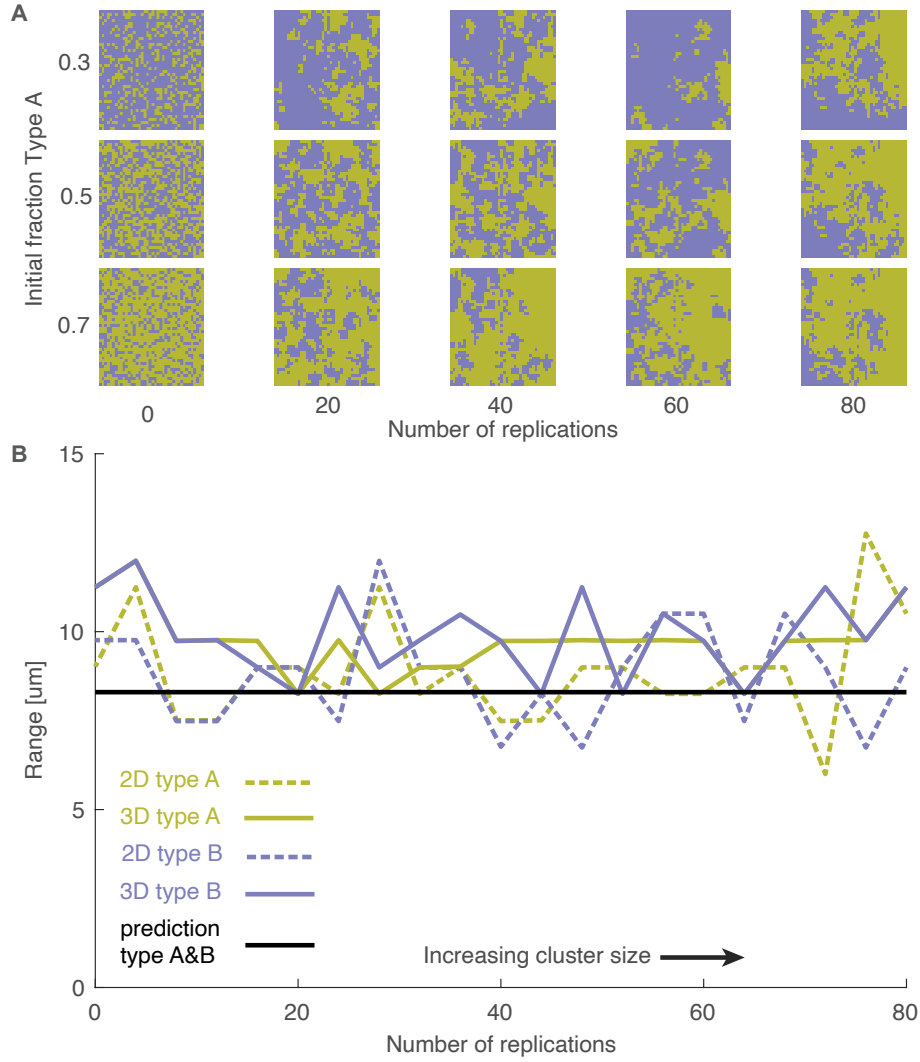 A
Initial fraction Type A
0.3
0.5
0.7
0 20 40 60 80
Number of replications
B
Range [um]
15
10
5
0
2D type A
3D type A
2D type B
3D type B
prediction
type A&B
Increasing cluster size
0 20 40 60 80
Number of replications